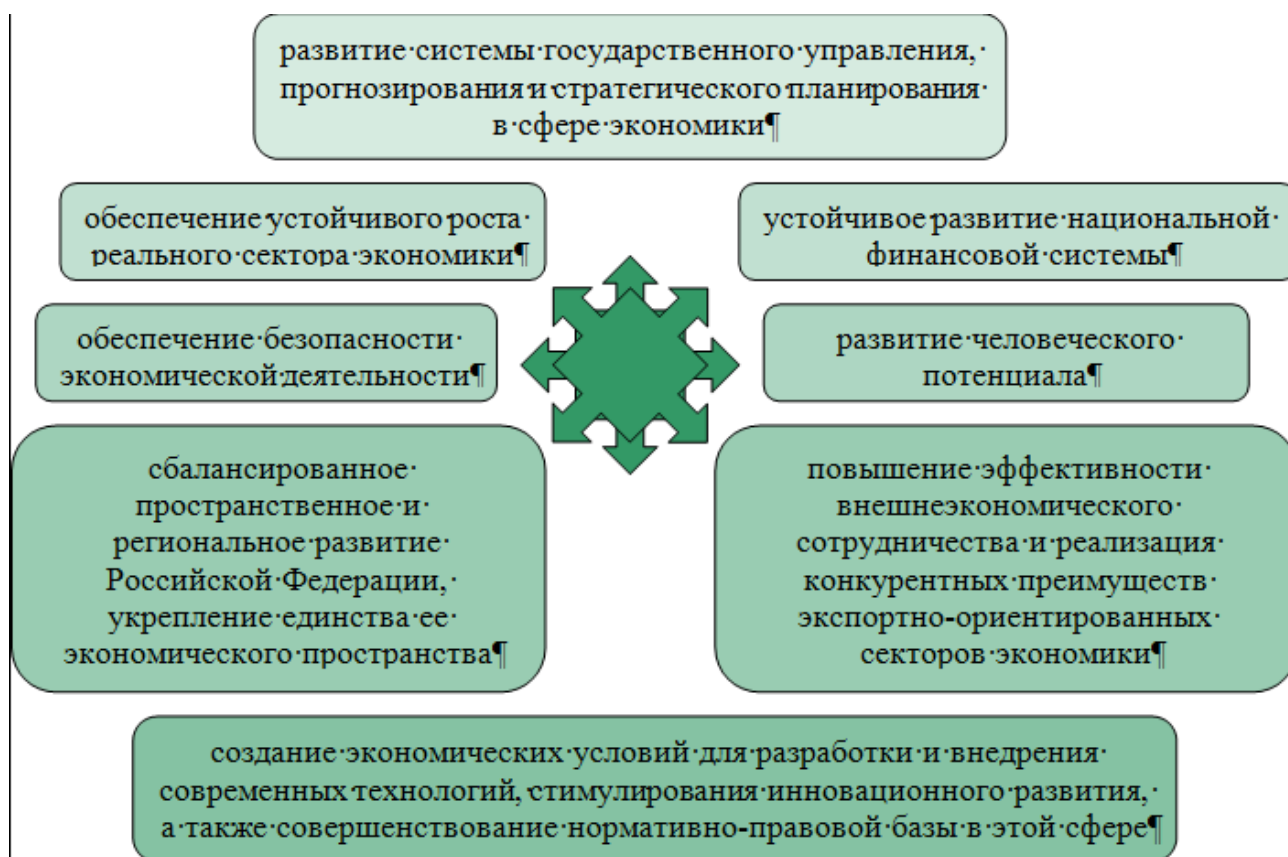 развитие системы государственного управления,
прогнозирования и стратегического планирования
в сфере экономики¶
обеспечение устойчивого роста
реального сектора экономики¶
устойчивое развитие национальной
финансовой системы¶
обеспечение безопасности
экономической деятельности¶
развитие человеческого
потенциала¶
сбалансированное
пространственное и
региональное развитие
Российской Федерации,
укрепление единства ее
экономического пространства¶
повышение эффективности
внешнеэкономического
сотрудничества и реализация
конкурентных преимуществ
экспортно-ориентированных
секторов экономики¶
создание экономических условий для разработки и внедрения
современных технологий, стимулирования инновационного развития,
а также совершенствование нормативно-правовой базы в этой сфере¶